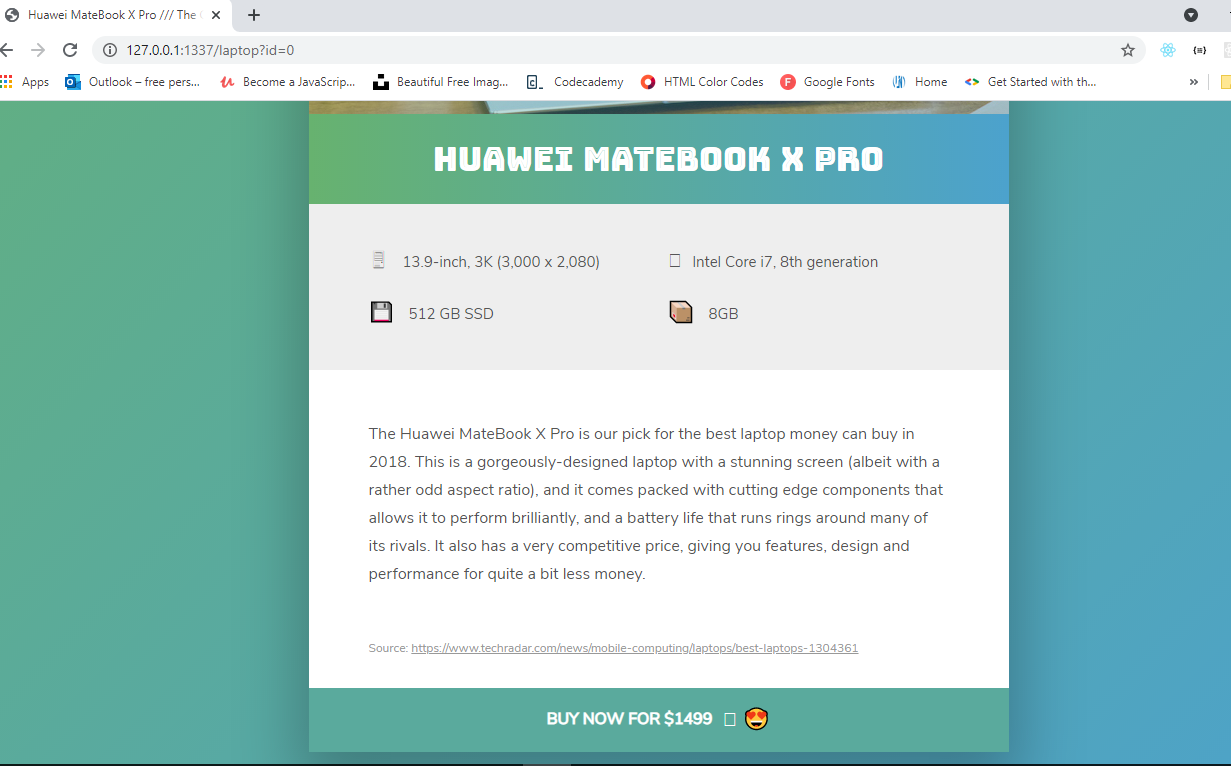 Huawei MateBook X Pro /// The
127.0.0.1:1337/laptop?id=0
Apps Outlook – free pers... Become a JavaScrip... Beautiful Free Imag... Codecademy HTML Color Codes Google Fonts Home Get Started with th... »
HUAWEI MATEBOOK X PRO
13.9-inch, 3K (3,000 x 2,080) Intel Core i7, 8th generation
512 GB SSD 8GB
The Huawei MateBook X Pro is our pick for the best laptop money can buy in
2018. This is a gorgeously-designed laptop with a stunning screen (albeit with a
rather odd aspect ratio), and it comes packed with cutting edge components that
allows it to perform brilliantly, and a battery life that runs rings around many of
its rivals. It also has a very competitive price, giving you features, design and
performance for quite a bit less money.
Source: https://www.techradar.com/news/mobile-computing/laptops/best-laptops-1304361
BUY NOW FOR $1499 😍